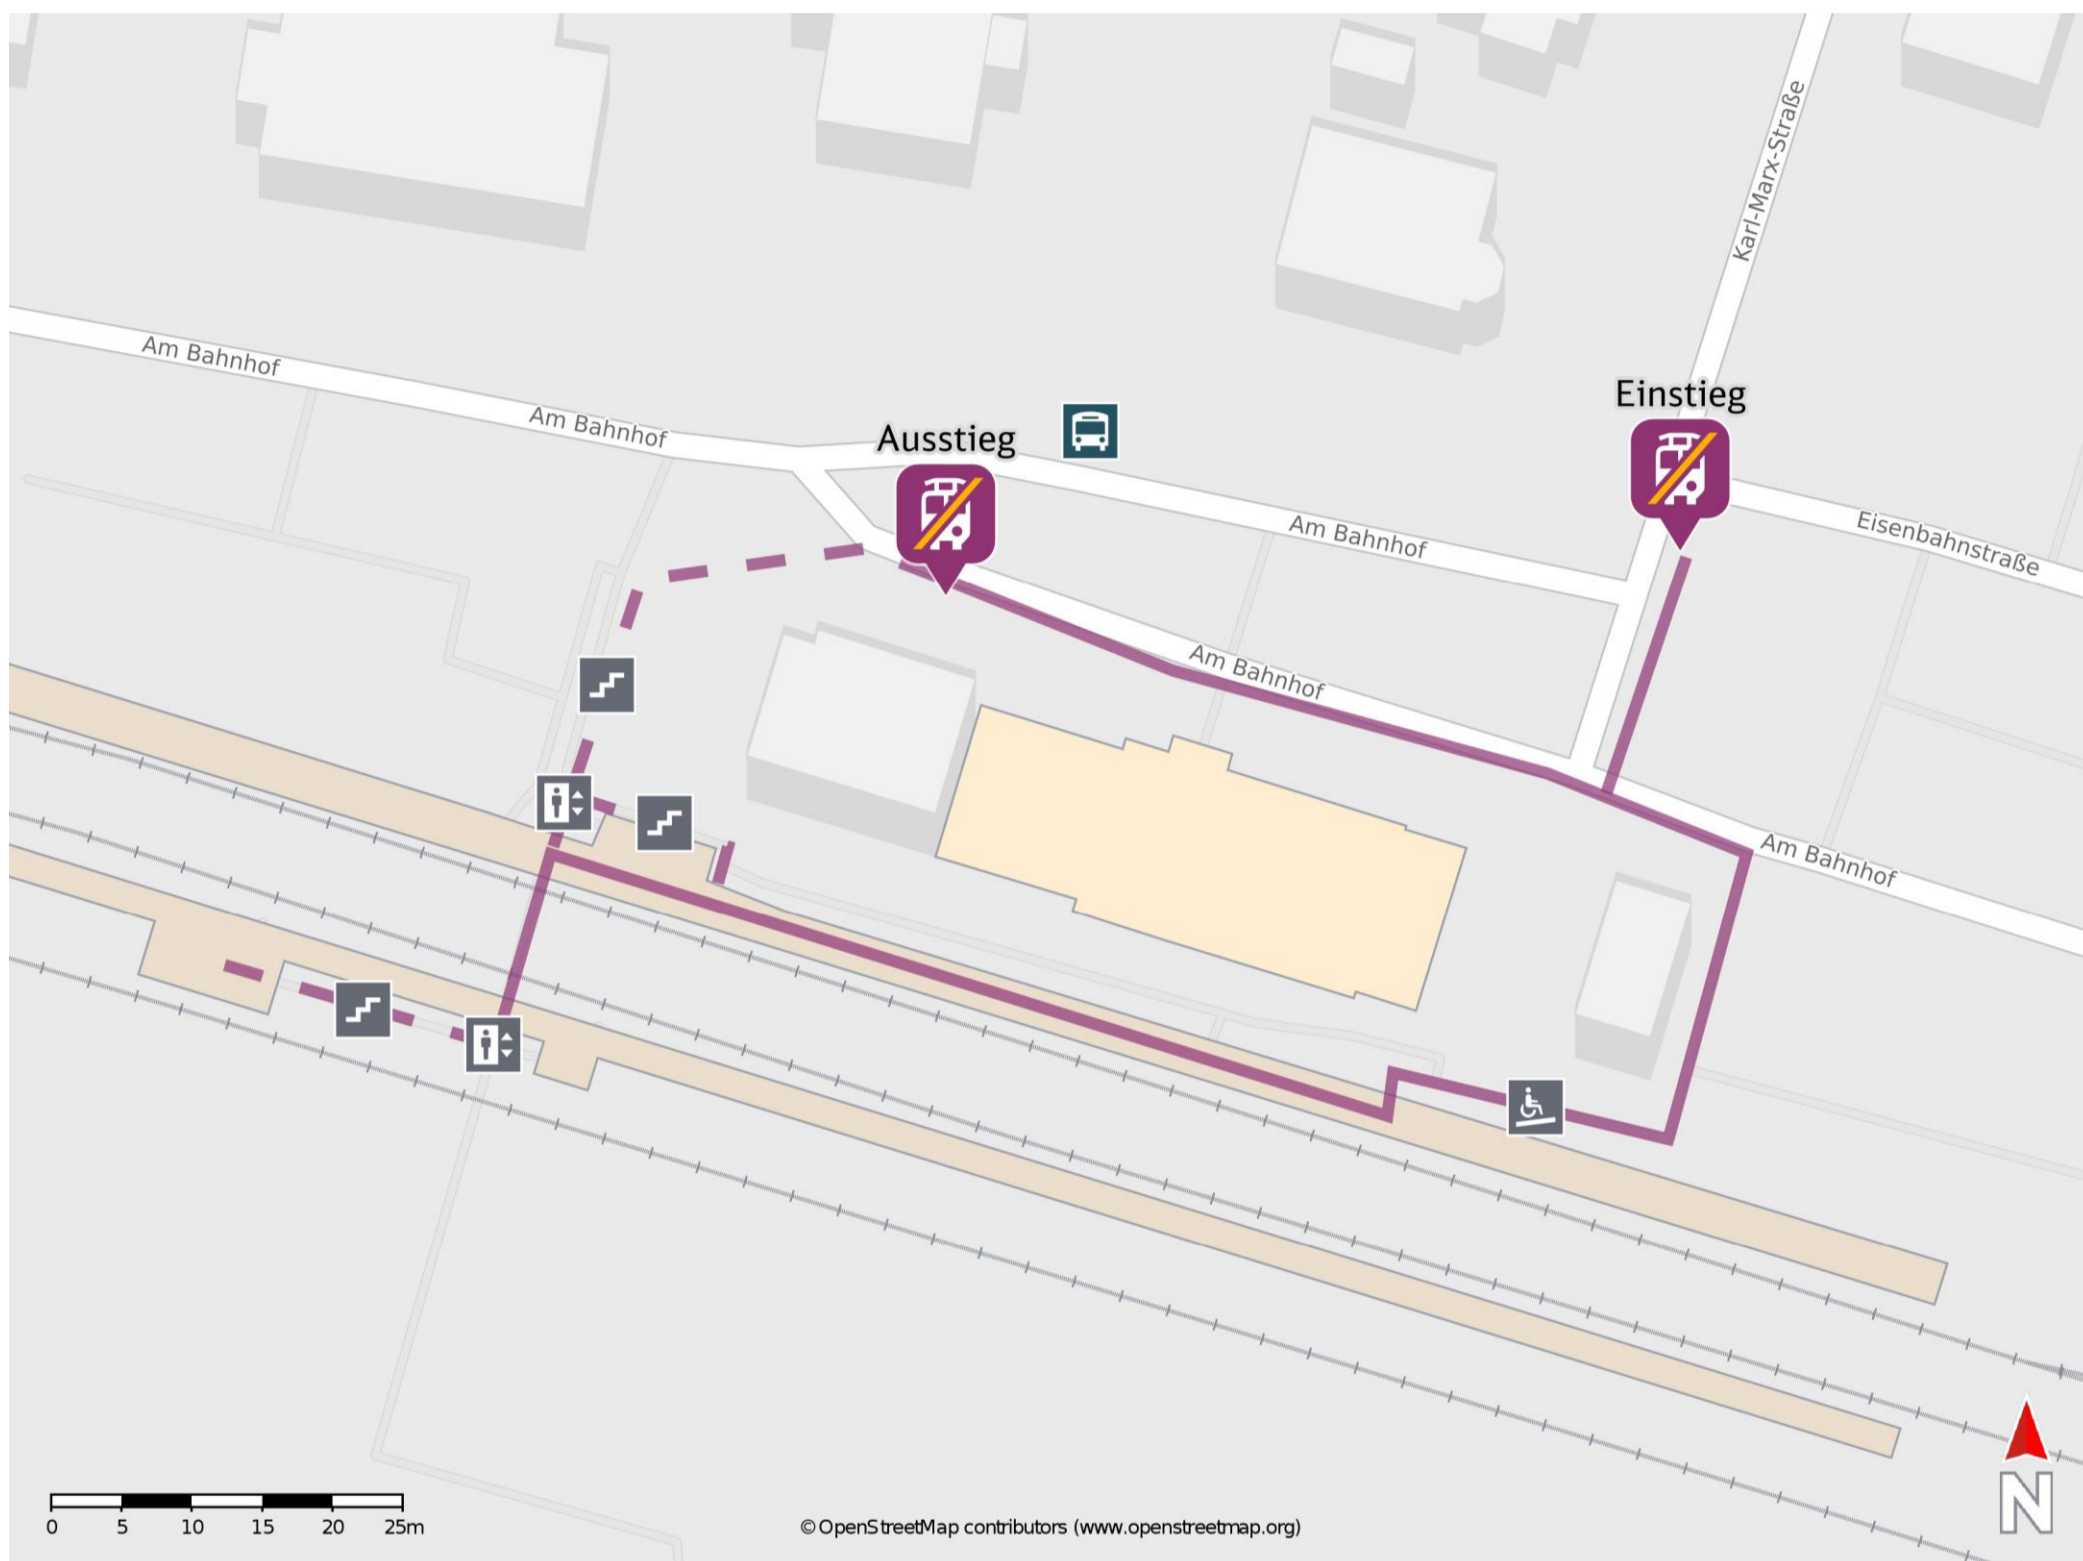 Karl-Marx-Straße
Am Bahnhof
Am Bahnhof
Ausstieg
Einstieg
Am Bahnhof
Eisenbahnstraße
Am Bahnhof
Am Bahnhof
0 5 10 15 20 25m
© OpenStreetMap contributors (www.openstreetmap.org)
N